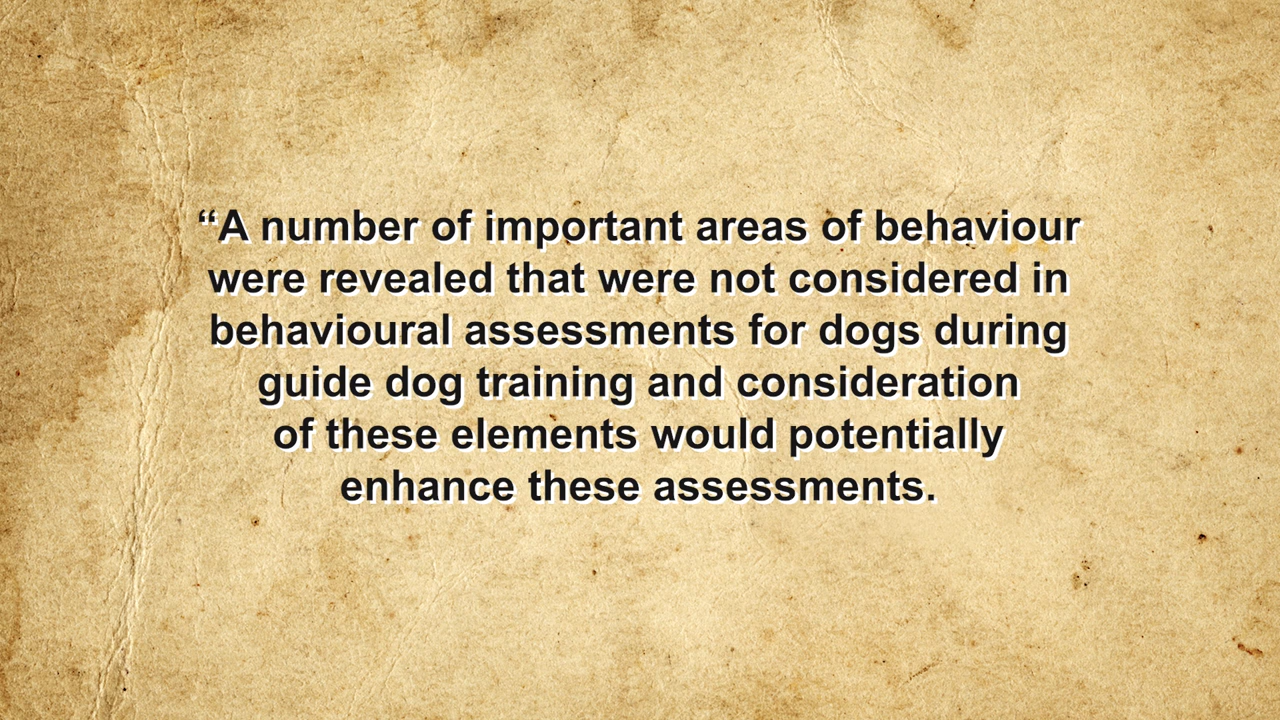 “A number of important areas of behaviour
were revealed that were not considered in
behavioural assessments for dogs during
guide dog training and consideration
of these elements would potentially
enhance these assessments.